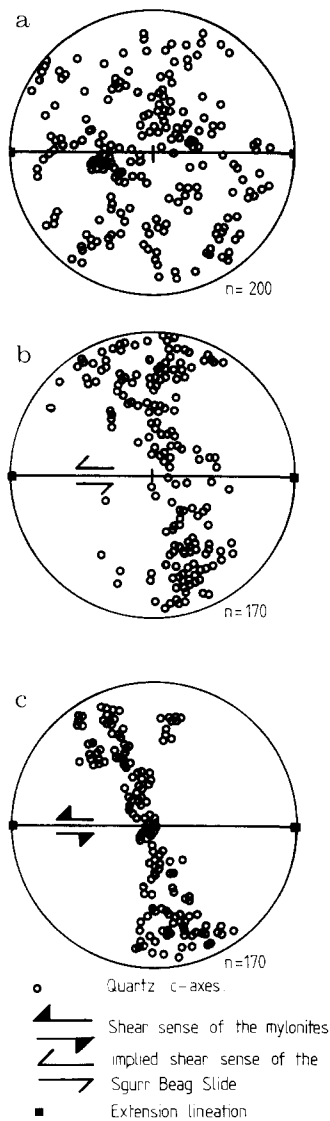 a
n= 200
b
n=170
c
n=170
Quartz c-axes.
Shear sense of the mylonites
implied shear sense of the
Sgurr Beag Slide
Extension lineation